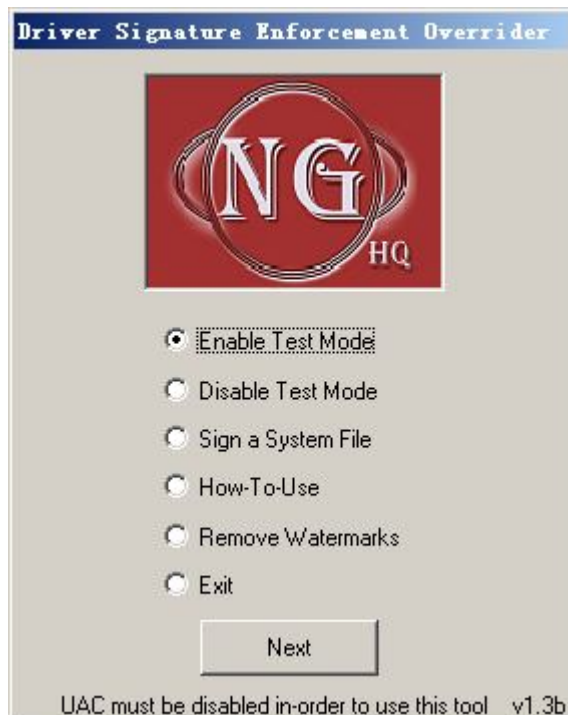 Driver Signature Enforcement Overrider
NG
HQ
Enable Test Mode
Disable Test Mode
Sign a System File
How-To-Use
Remove Watermarks
Exit
Next
UAC must be disabled in-order to use this tool v1.3b